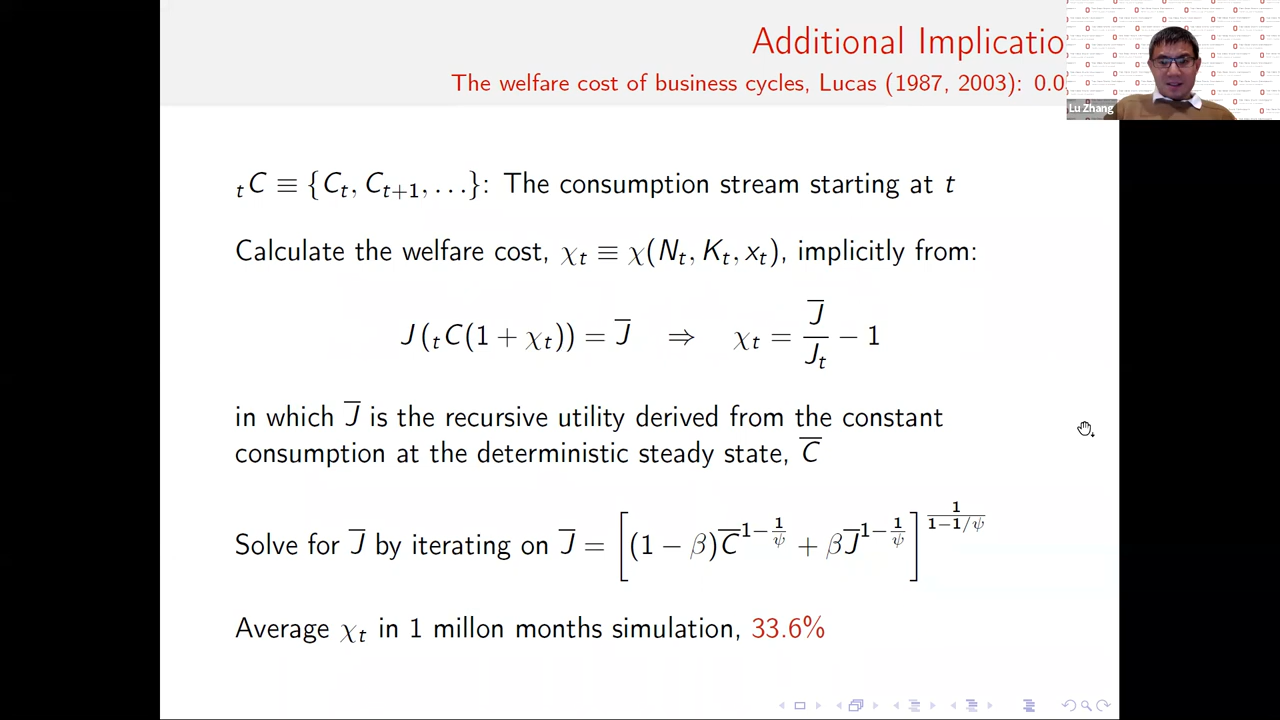 Additional Implicatio
The welfare cost of business cycles, Lucas (1987, 2003): 0.0
Lu Zhang
ₜC ≡ {Cₜ, Cₜ₊₁, ...}: The consumption stream starting at t
Calculate the welfare cost, χₜ ≡ χ(Nₜ, Kₜ, xₜ), implicitly from:
J(ₜC(1 + χₜ)) = J̅ ⇒ χₜ = J̅/Jₜ − 1
in which J̅ is the recursive utility derived from the constant
consumption at the deterministic steady state, C̅
Solve for J̅ by iterating on J̅ = [(1 − β)C̅^{1−1/ψ} + βJ̅^{1−1/ψ}]^{1/(1−1/ψ)}
Average χₜ in 1 millon months simulation, 33.6%